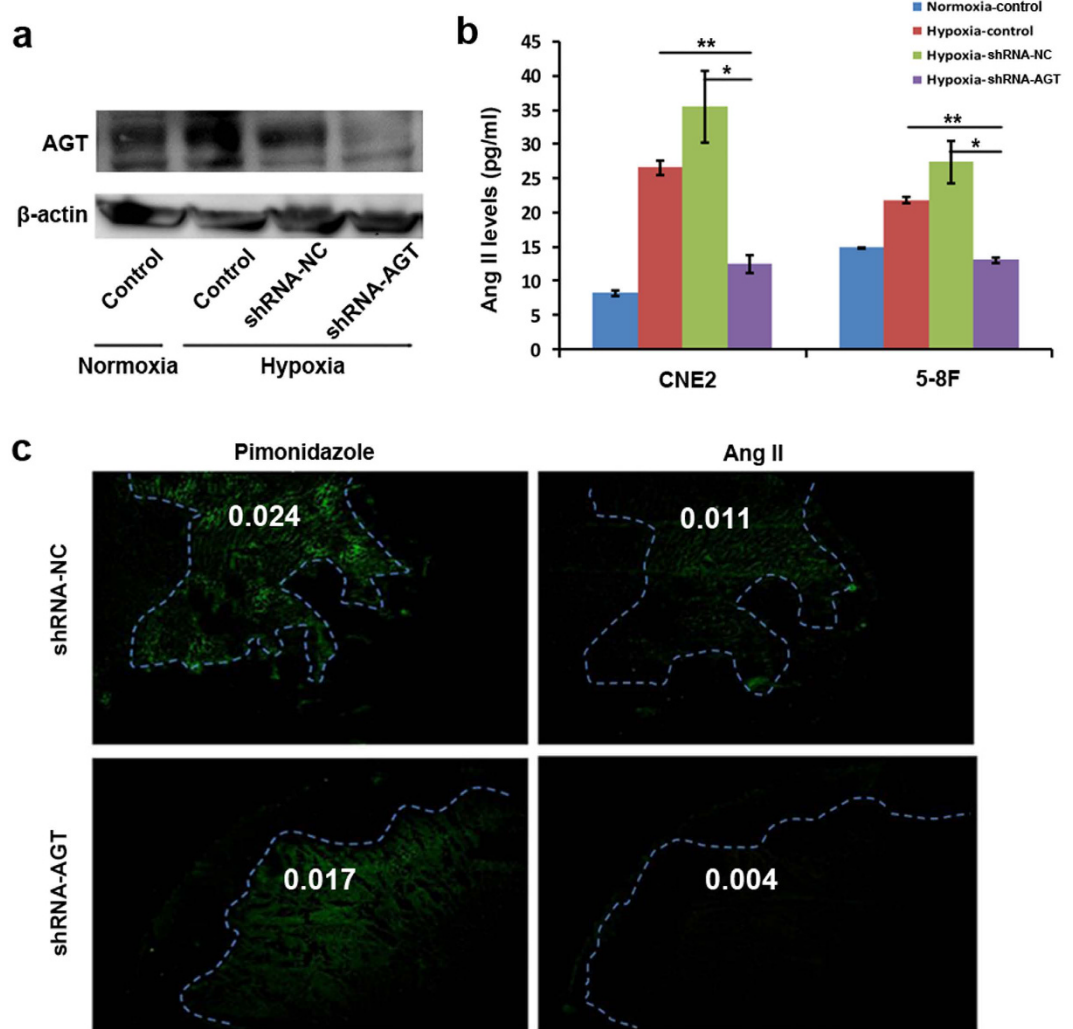 a
AGT
β-actin
Control
Control
shRNA-NC
shRNA-AGT
Normoxia
Hypoxia
b
Normoxia-control
Hypoxia-control
Hypoxia-shRNA-NC
Hypoxia-shRNA-AGT
Ang II levels (pg/ml)
45
40
35
30
25
20
15
10
5
0
**
*
**
*
CNE2
5-8F
c
Pimonidazole
Ang II
shRNA-NC
0.024
0.011
shRNA-AGT
0.017
0.004